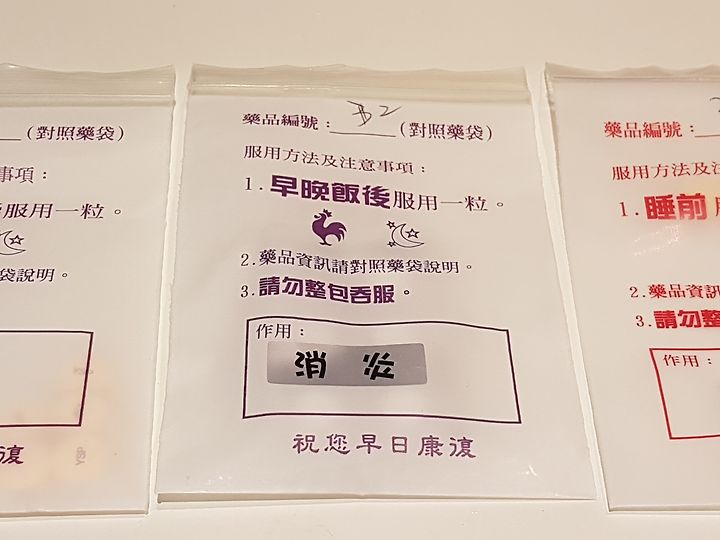 (對照藥袋)
事項：
服用一粒。
袋說明。
復
YSP
藥品編號：(對照藥袋)
服用方法及注意事項：
1.早晚飯後服用一粒。
2.藥品資訊請對照藥袋說明。
3.請勿整包吞服。
作用：
消炎
祝您早日康復
藥品編號：
服用方法及注
1.睡前
2.藥品資訊
3.請勿整
作用：